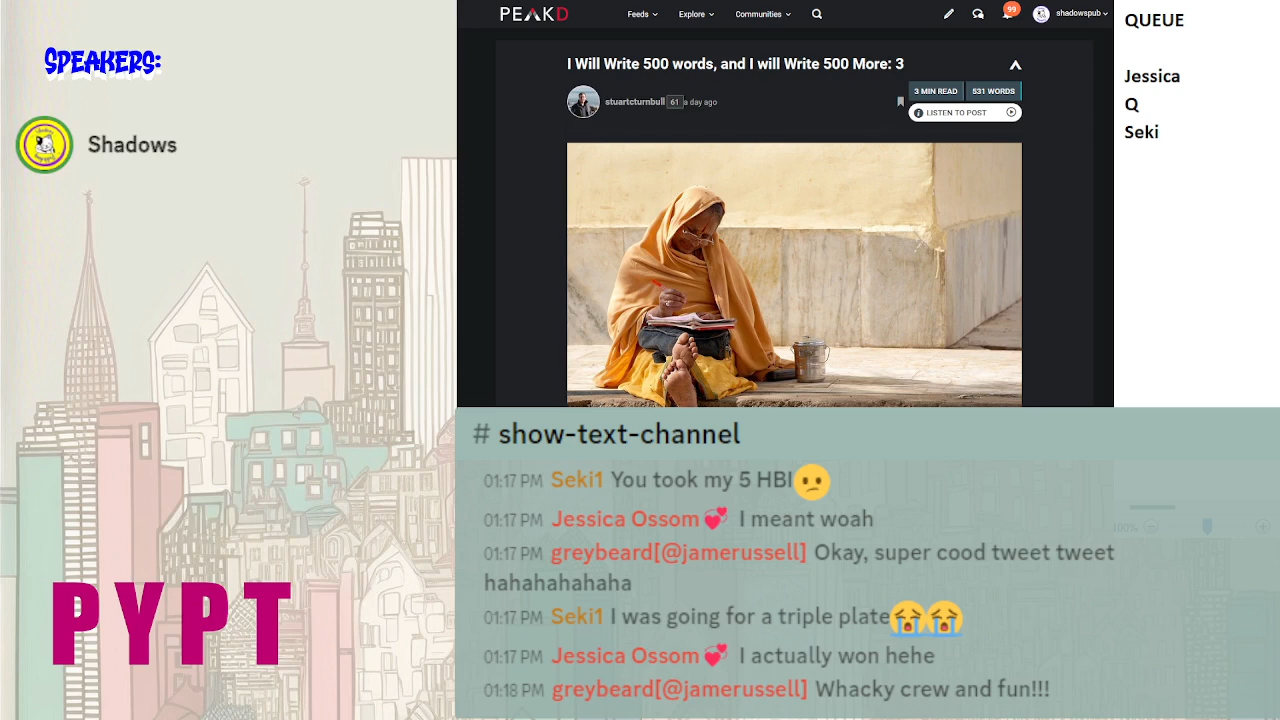 SPEAKERS:
Shadows
PYPT
PEAKD
Feeds
Explore
Communities
99
shadowspub
I Will Write 500 words, and I will Write 500 More: 3
stuartcturnbull 61 a day ago
3 MIN READ 531 WORDS
LISTEN TO POST
QUEUE
Jessica
Q
Seki
# show-text-channel
01:17 PM Seki1 You took my 5 HBI😕
01:17 PM Jessica Ossom💞 I meant woah
01:17 PM greybeard[@jamerussell] Okay, super cood tweet tweet
hahahahahaha
01:17 PM Seki1 I was going for a triple plate😭😭
01:17 PM Jessica Ossom💞 I actually won hehe
01:18 PM greybeard[@jamerussell] Whacky crew and fun!!!
100%